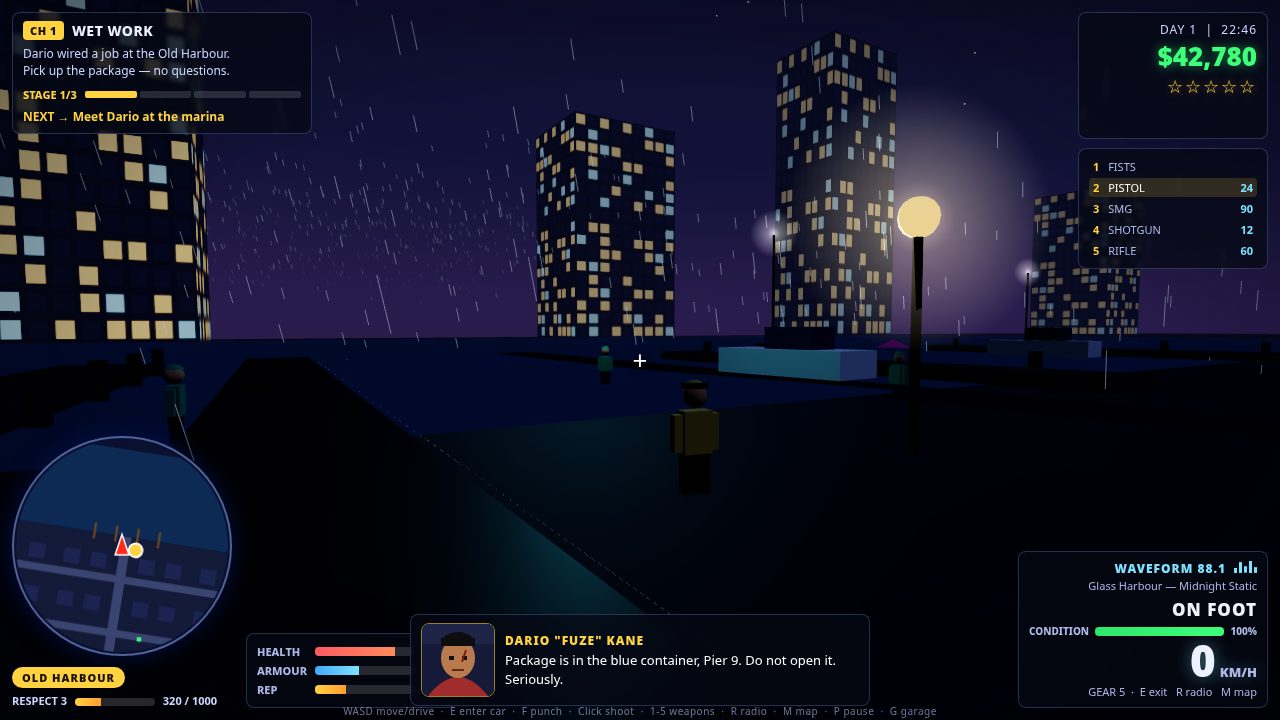 CH 1 WET WORK
Dario wired a job at the Old Harbour.
Pick up the package — no questions.
STAGE 1/3
NEXT → Meet Dario at the marina
DAY 1 | 22:46
$42,780
☆☆☆☆☆
1 FISTS
2 PISTOL 24
3 SMG 90
4 SHOTGUN 12
5 RIFLE 60
OLD HARBOUR
RESPECT 3 320 / 1000
HEALTH
ARMOUR
REP
DARIO "FUZE" KANE
Package is in the blue container, Pier 9. Do not open it.
Seriously.
WAVEFORM 88.1
Glass Harbour — Midnight Static
ON FOOT
CONDITION 100%
0 KM/H
GEAR 5 · E exit R radio M map
WASD move/drive · E enter car · F punch · Click shoot · 1-5 weapons · R radio · M map · P pause · G garage